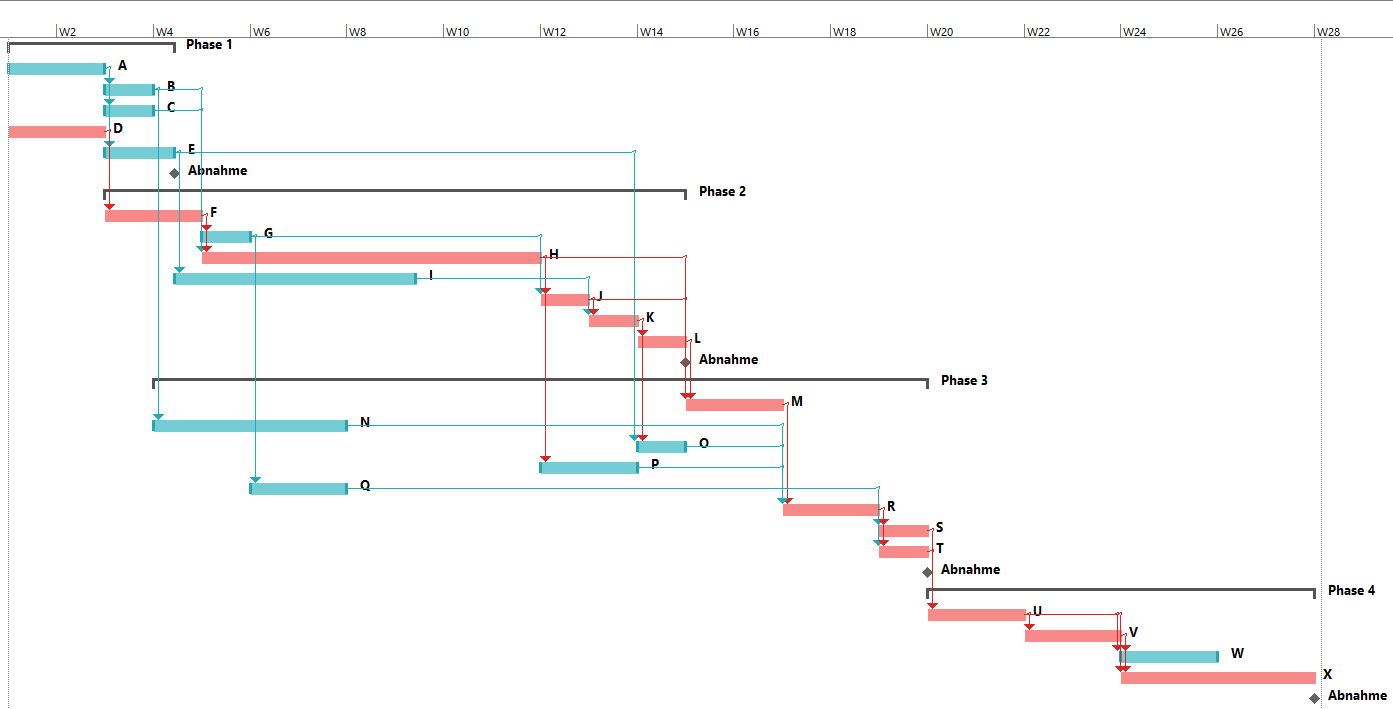 W2 W4 W6 W8 W10 W12 W14 W16 W18 W20 W22 W24 W26 W28
Phase 1
A
B
C
D
E
Abnahme
Phase 2
F
G
H
I
J
K
L
Abnahme
Phase 3
M
N
O
P
Q
R
S
T
Abnahme
Phase 4
U
V
W
X
Abnahme